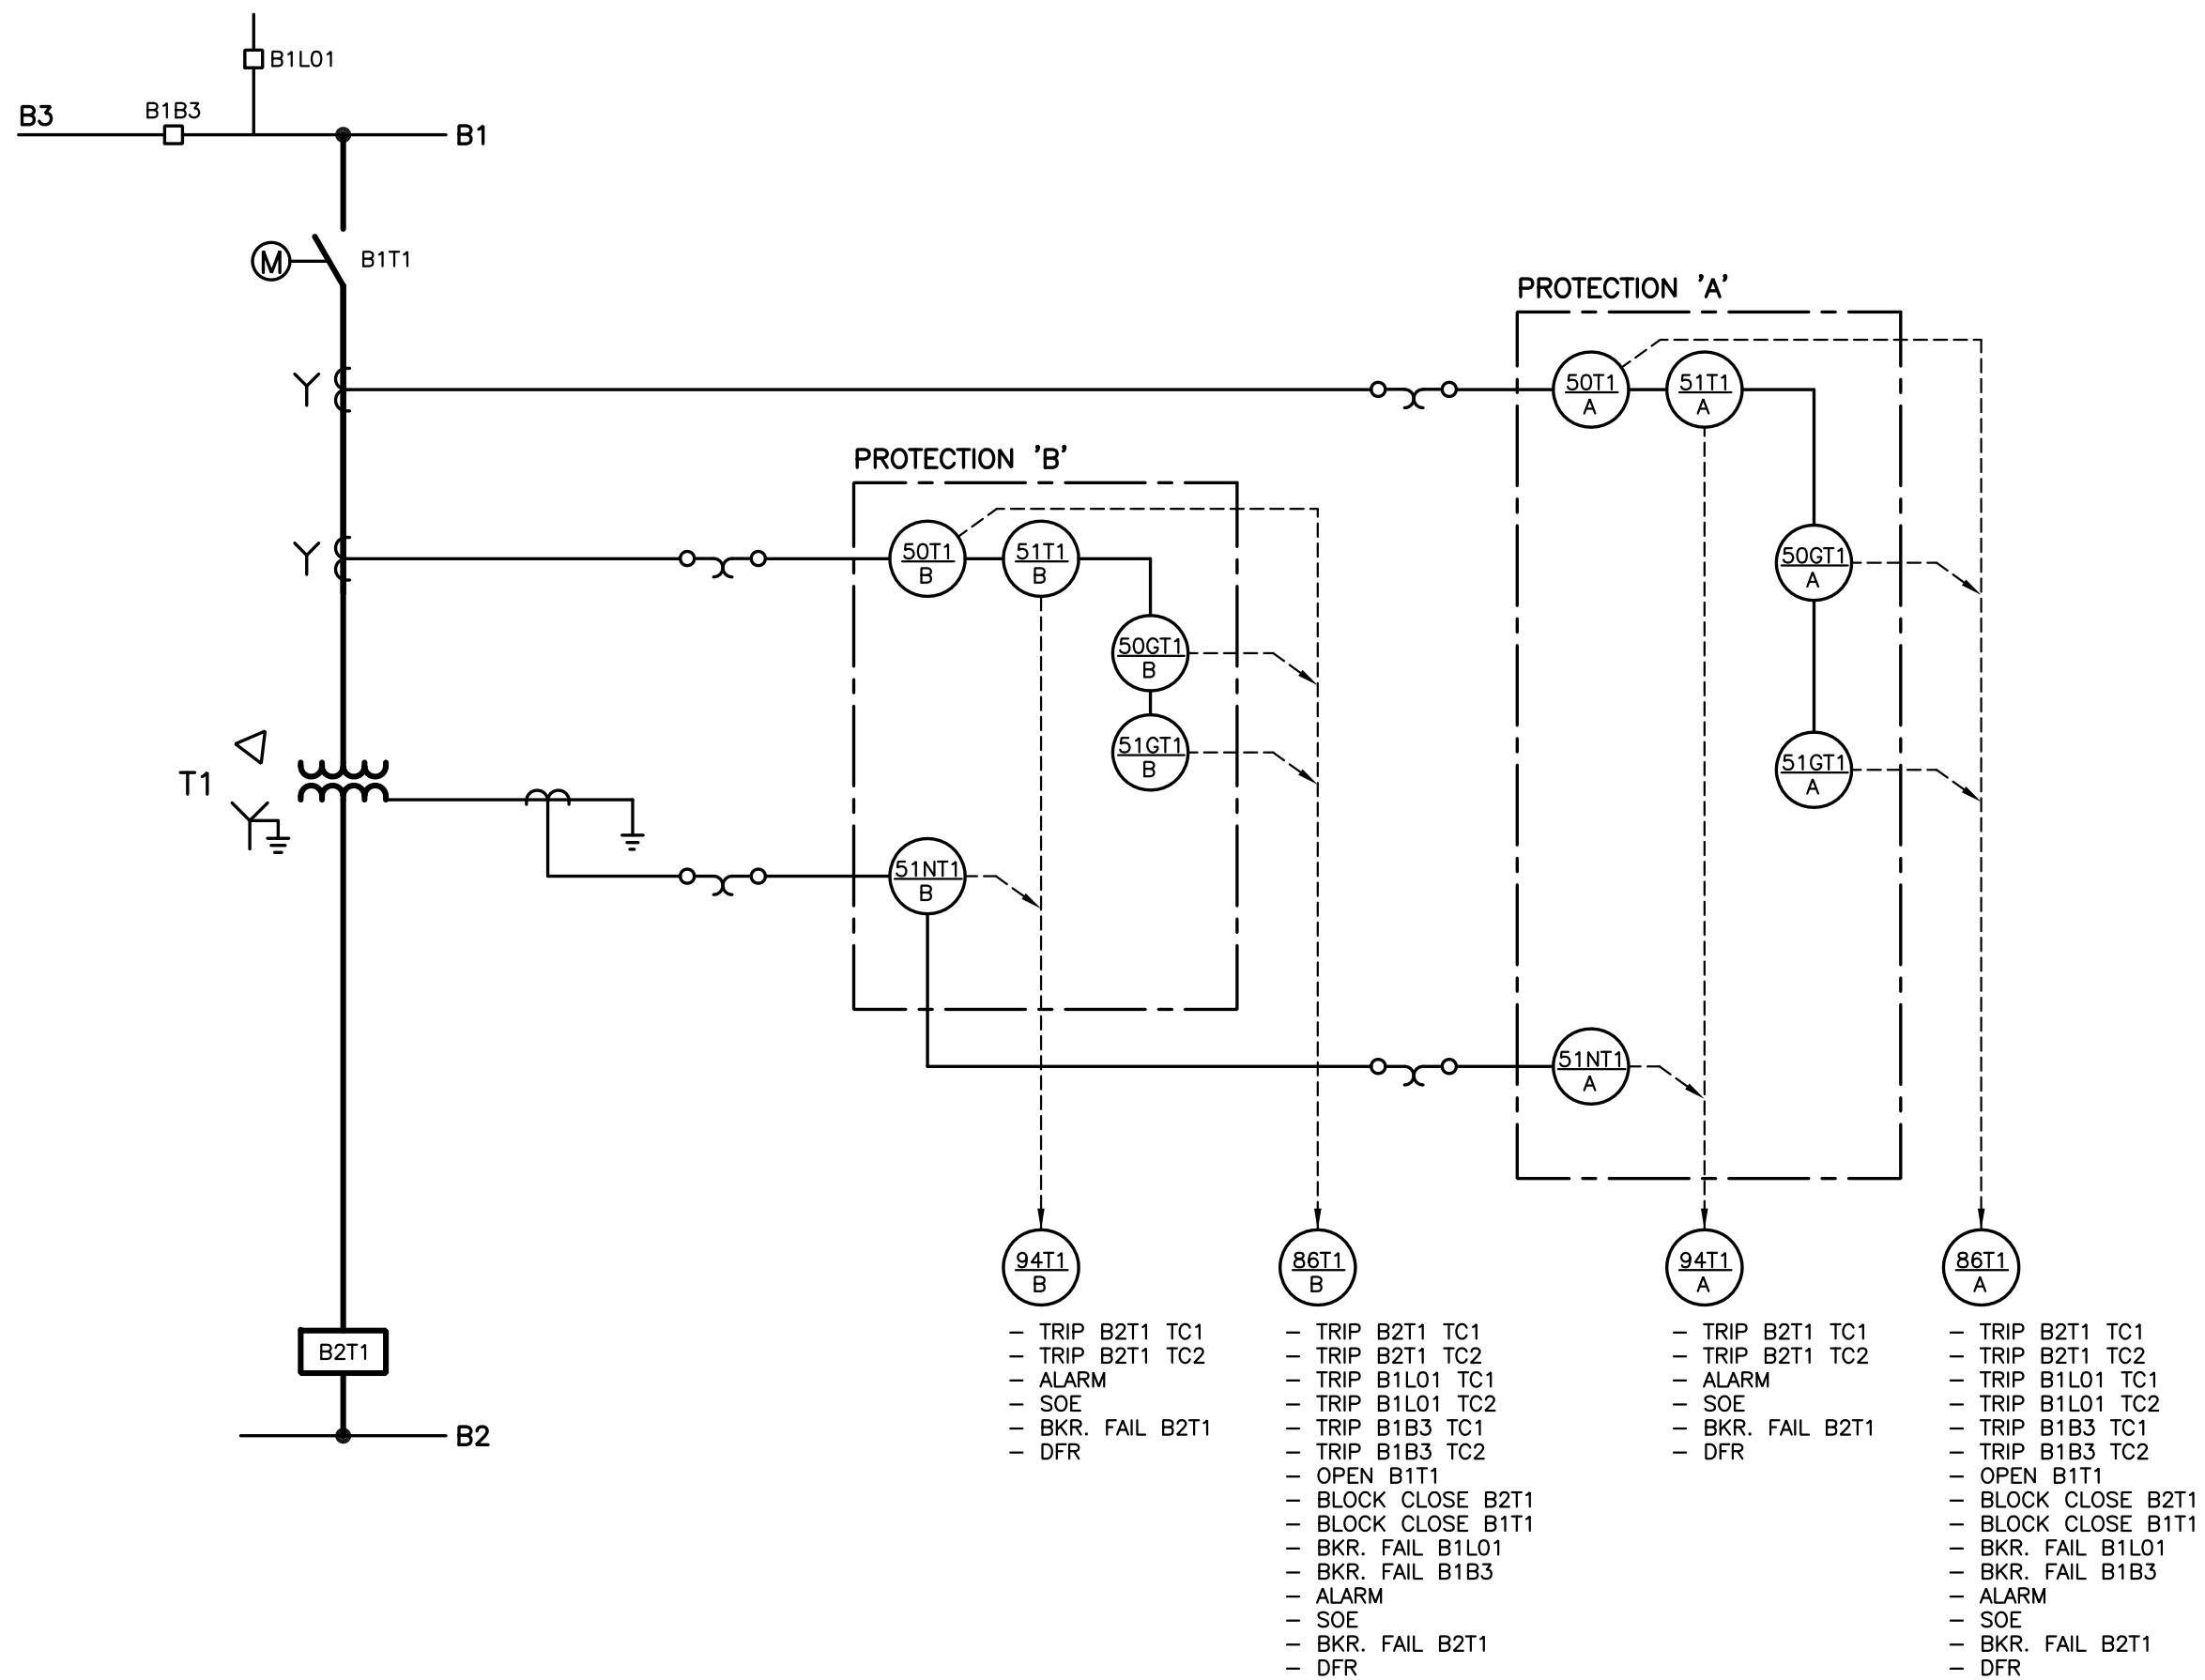 B1L01
B3
B1B3
B1
M
B1T1
PROTECTION 'A'
50T1
A
51T1
A
PROTECTION 'B'
50T1
B
51T1
B
50GT1
A
50GT1
B
51GT1
B
51GT1
A
T1
51NT1
B
51NT1
A
94T1
B
86T1
B
94T1
A
86T1
A
B2T1
B2
– TRIP B2T1 TC1
– TRIP B2T1 TC2
– ALARM
– SOE
– BKR. FAIL B2T1
– DFR
– TRIP B2T1 TC1
– TRIP B2T1 TC2
– TRIP B1L01 TC1
– TRIP B1L01 TC2
– TRIP B1B3 TC1
– TRIP B1B3 TC2
– OPEN B1T1
– BLOCK CLOSE B2T1
– BLOCK CLOSE B1T1
– BKR. FAIL B1L01
– BKR. FAIL B1B3
– ALARM
– SOE
– BKR. FAIL B2T1
– DFR
– TRIP B2T1 TC1
– TRIP B2T1 TC2
– ALARM
– SOE
– BKR. FAIL B2T1
– DFR
– TRIP B2T1 TC1
– TRIP B2T1 TC2
– TRIP B1L01 TC1
– TRIP B1L01 TC2
– TRIP B1B3 TC1
– TRIP B1B3 TC2
– OPEN B1T1
– BLOCK CLOSE B2T1
– BLOCK CLOSE B1T1
– BKR. FAIL B1L01
– BKR. FAIL B1B3
– ALARM
– SOE
– BKR. FAIL B2T1
– DFR